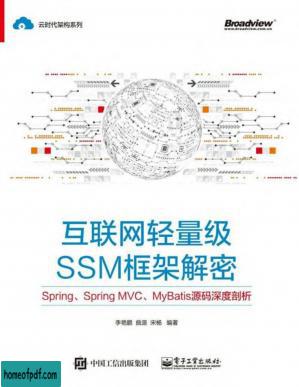 云时代架构系列
Broadview®
www.broadview.com.cn
互联网轻量级
SSM框架解密
Spring、Spring MVC、MyBatis源码深度剖析
李艳鹏 曲源 宋杨 编著
homeofpdf.com
中国工信出版集团
电子工业出版社
homeofpdf.com